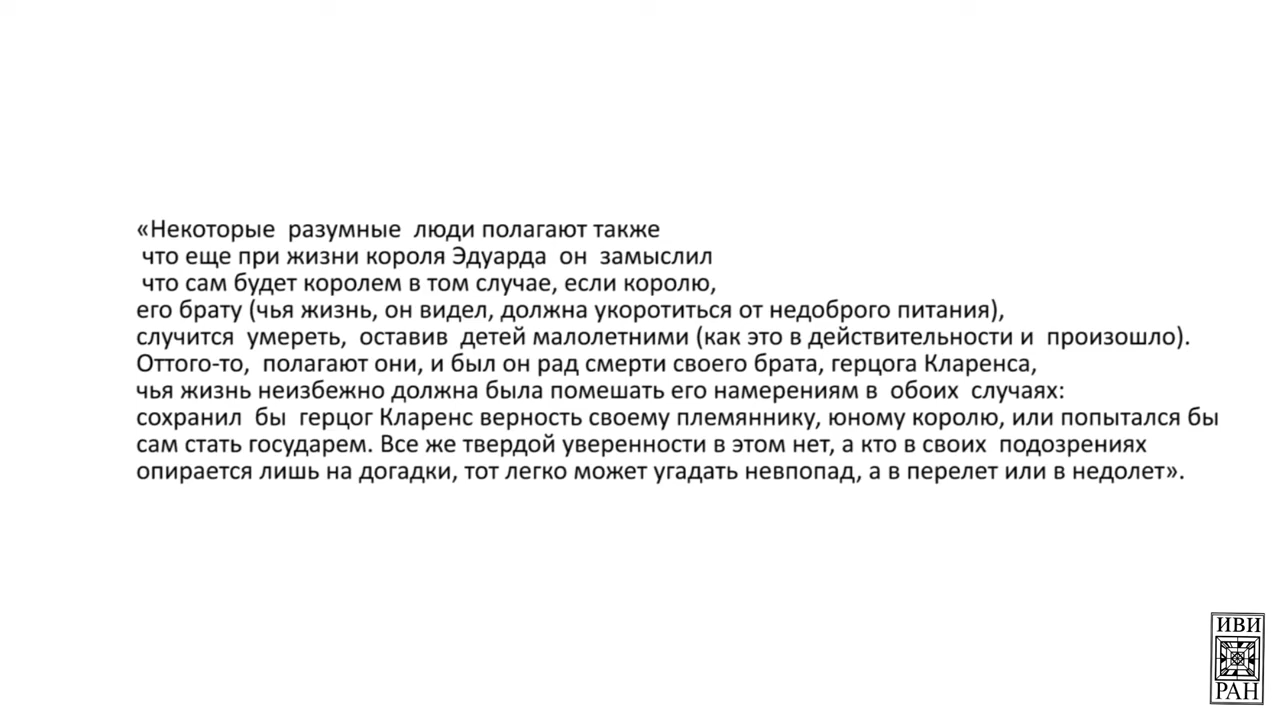 «Некоторые разумные люди полагают также
что еще при жизни короля Эдуарда он замыслил
что сам будет королем в том случае, если королю,
его брату (чья жизнь, он видел, должна укоротиться от недоброго питания),
случится умереть, оставив детей малолетними (как это в действительности и произошло).
Оттого-то, полагают они, и был он рад смерти своего брата, герцога Кларенса,
чья жизнь неизбежно должна была помешать его намерениям в обоих случаях:
сохранил бы герцог Кларенс верность своему племяннику, юному королю, или попытался бы
сам стать государем. Все же твердой уверенности в этом нет, а кто в своих подозрениях
опирается лишь на догадки, тот легко может угадать невпопад, а в перелет или в недолет».
ИВИ
РАН